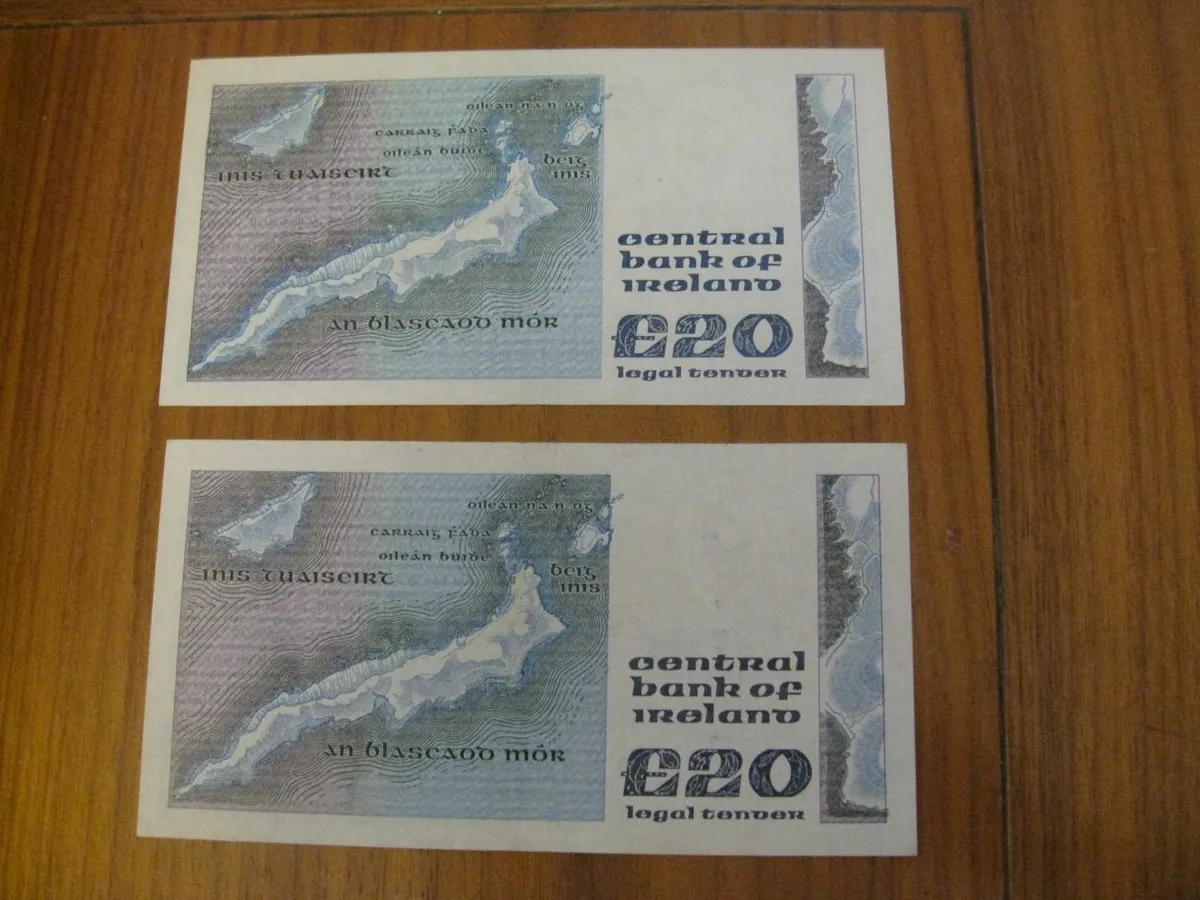 oileán na n óg
carraig fada
oileán buide
beig
inis
inis tuaisceirt
an blascaod mór
central
bank of
ireland
£20
legal tender
oileán na n óg
carraig fada
oileán buide
beig
inis
inis tuaisceirt
an blascaod mór
central
bank of
ireland
£20
legal tender